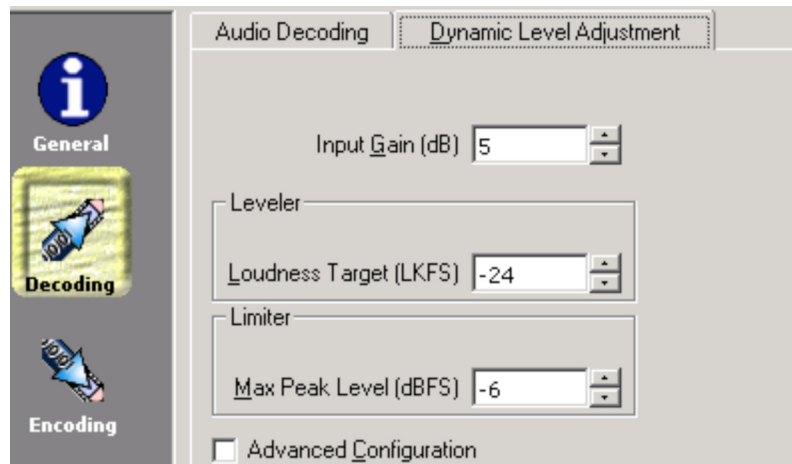 Audio Decoding
Dynamic Level Adjustment
General
Input Gain (dB) 5
Leveler
Decoding
Loudness Target (LKFS) -24
Limiter
Max Peak Level (dBFS) -6
Encoding
Advanced Configuration